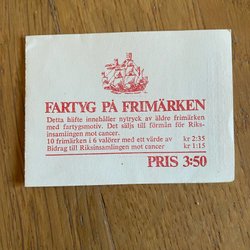 FARTYG PÅ FRIMÄRKEN
Detta häfte innehåller nytryck av äldre frimärken
med fartygsmotiv. Det säljs till förmån för Riks-
insamlingen mot cancer.
10 frimärken i 6 valörer med ett värde av kr 2:35
Bidrag till Riksinsamlingen mot cancer kr 1:15
PRIS 3:50